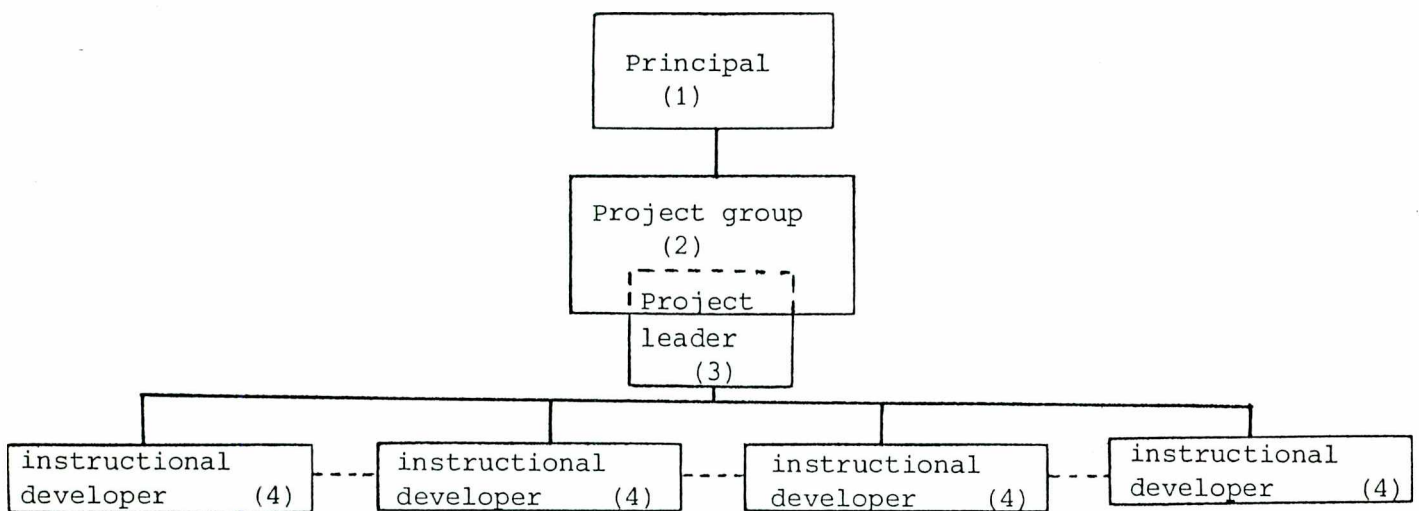 Principal
(1)
Project group
(2)
Project
leader
(3)
instructional
developer (4)
instructional
developer (4)
instructional
developer (4)
instructional
developer (4)